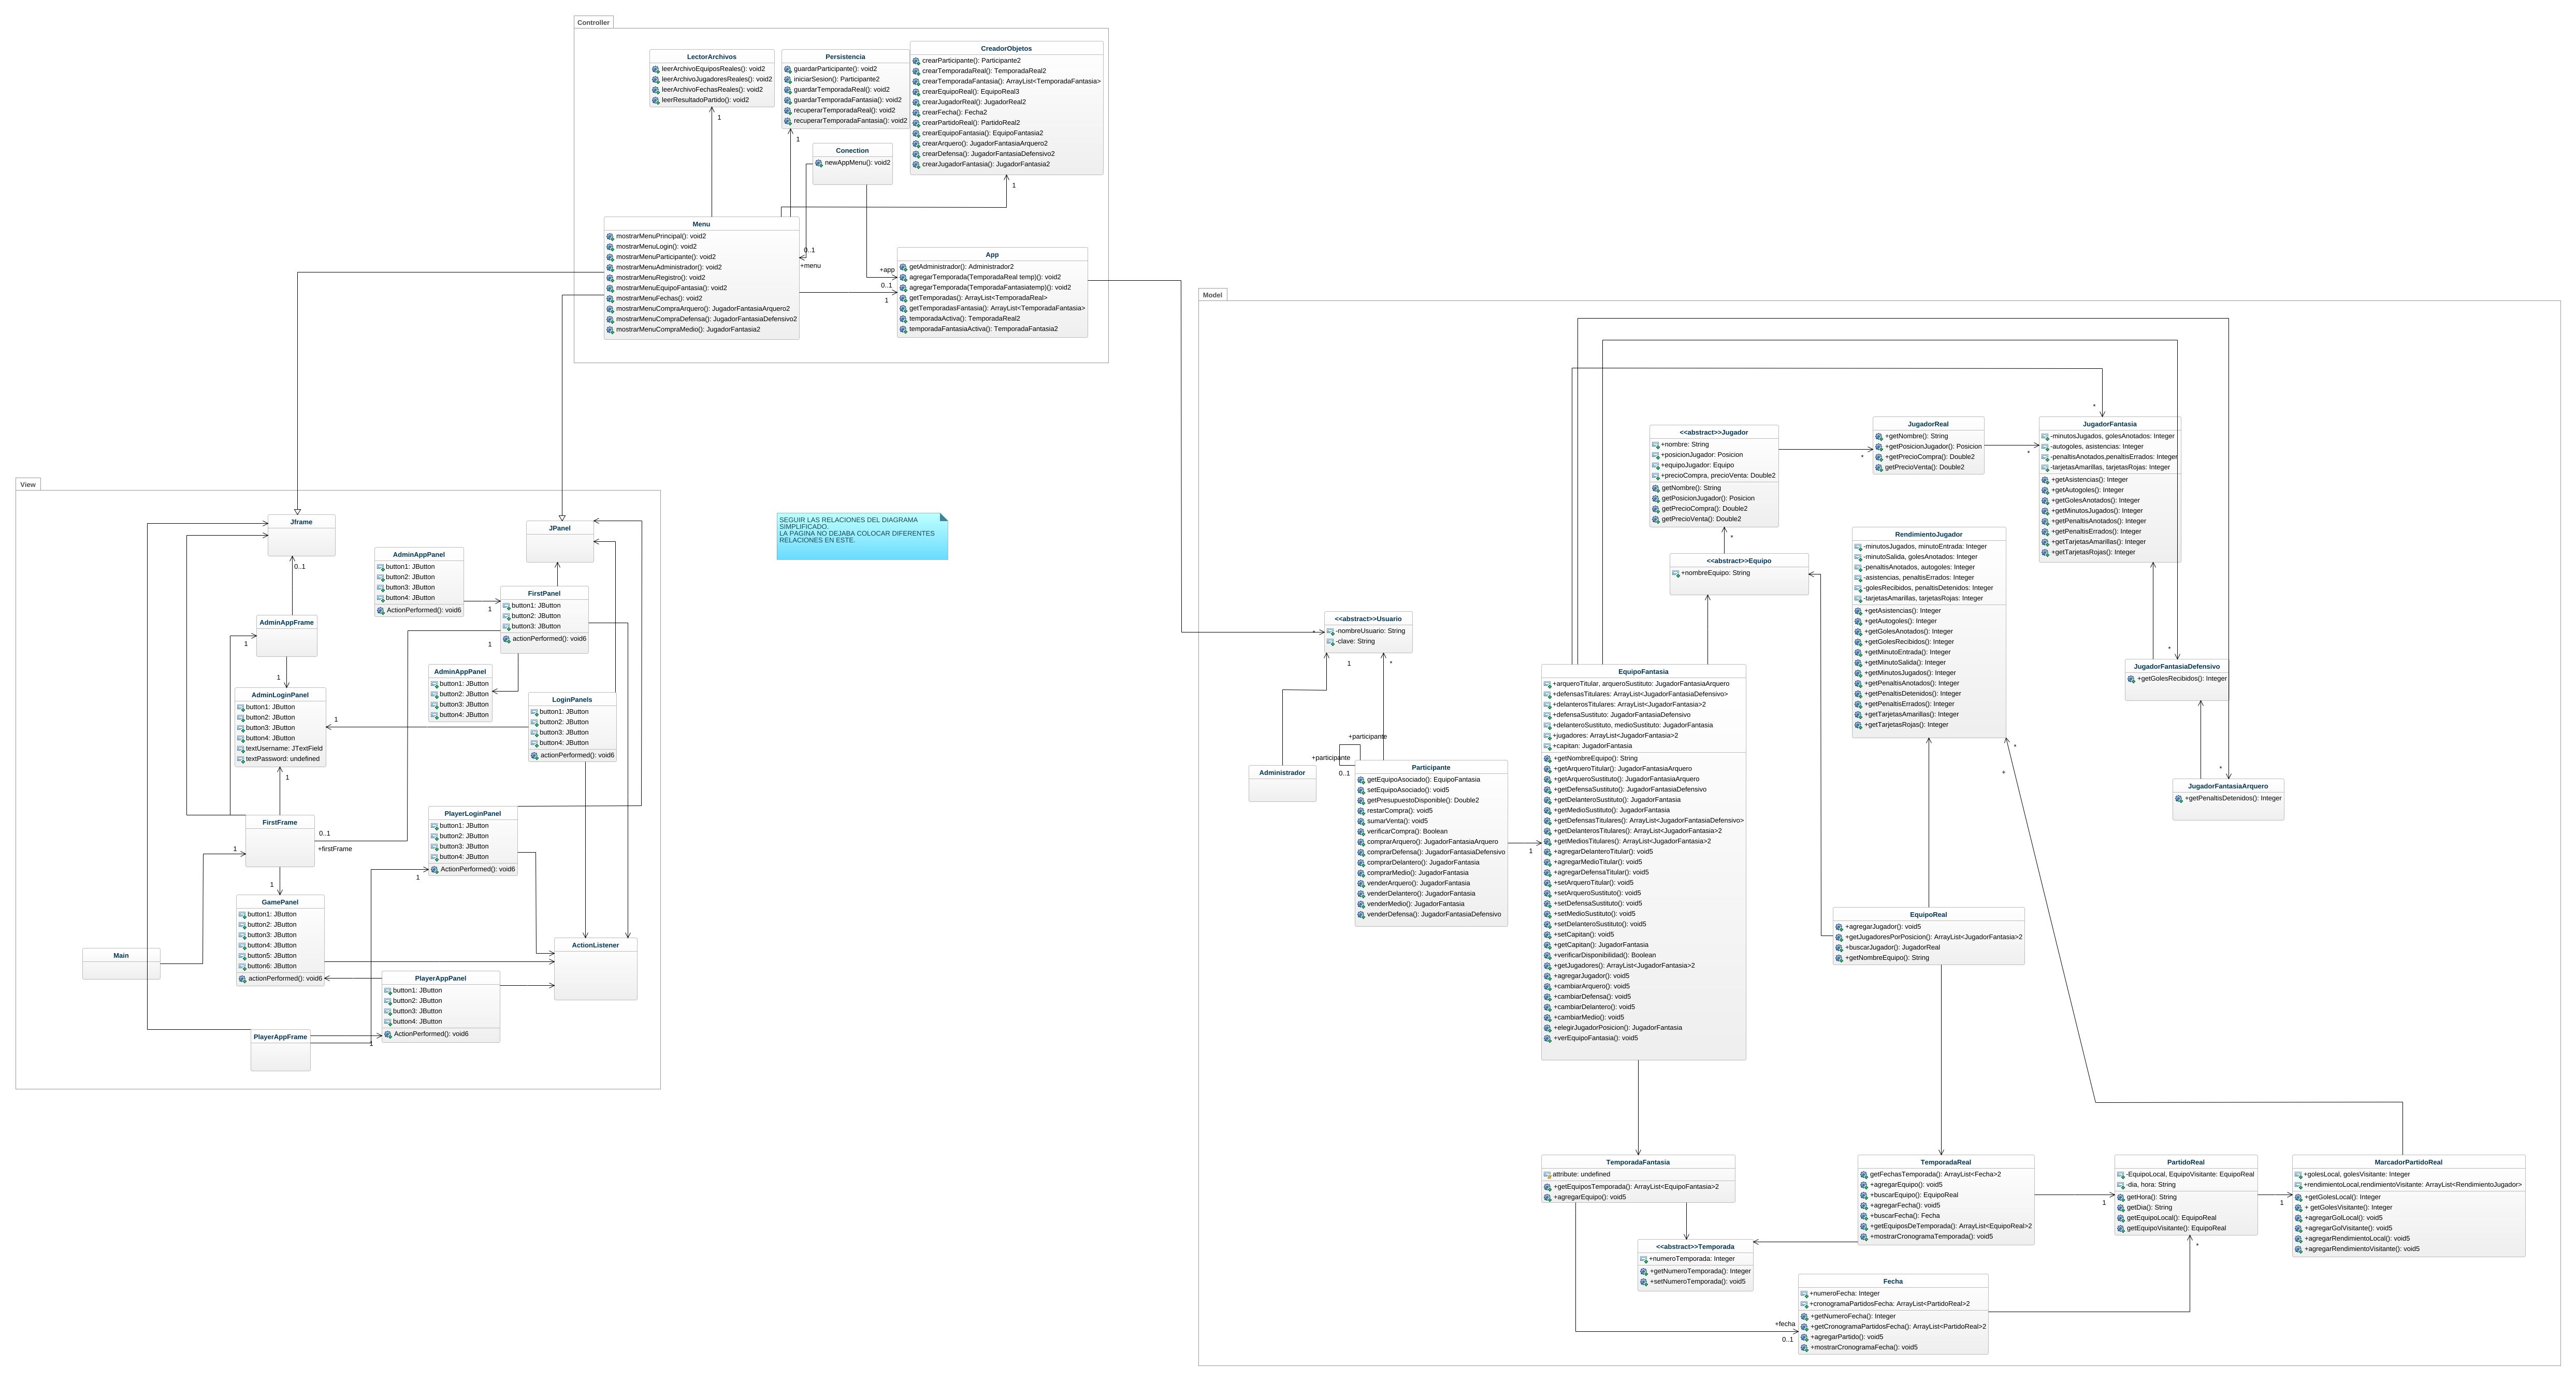 Controller
LectorArchivos
leerArchivoEquiposReales(): void2
leerArchivoJugadoresReales(): void2
leerArchivoFechasReales(): void2
leerResultadoPartido(): void2
Persistencia
guardarParticipante(): void2
iniciarSesion(): Participante2
guardarTemporadaReal(): void2
guardarTemporadaFantasia(): void2
recuperarTemporadaReal(): void2
recuperarTemporadaFantasia(): void2
CreadorObjetos
crearParticipante(): Participante2
crearTemporadaReal(): TemporadaReal2
crearTemporadaFantasia(): ArrayList<TemporadaFantasia>
crearEquipoReal(): EquipoReal3
crearJugadorReal(): JugadorReal2
crearFecha(): Fecha2
crearPartidoReal(): PartidoReal2
crearEquipoFantasia(): EquipoFantasia2
crearArquero(): JugadorFantasiaArquero2
crearDefensa(): JugadorFantasiaDefensivo2
crearJugadorFantasia(): JugadorFantasia2
1
1
1
Conection
newAppMenu(): void2
Menu
mostrarMenuPrincipal(): void2
mostrarMenuLogin(): void2
mostrarMenuParticipante(): void2
mostrarMenuAdministrador(): void2
mostrarMenuRegistro(): void2
mostrarMenuEquipoFantasia(): void2
mostrarMenuFechas(): void2
mostrarMenuCompraArquero(): JugadorFantasiaArquero2
mostrarMenuCompraDefensa(): JugadorFantasiaDefensivo2
mostrarMenuCompraMedio(): JugadorFantasia2
0..1
+menu
+app
0..1
1
App
getAdministrador(): Administrador2
agregarTemporada(TemporadaReal temp)(): void2
agregarTemporada(TemporadaFantasiatemp)(): void2
getTemporadas(): ArrayList<TemporadaReal>
getTemporadasFantasia(): ArrayList<TemporadaFantasia>
temporadaActiva(): TemporadaReal2
temporadaFantasiaActiva(): TemporadaFantasia2
View
Jframe
0..1
JPanel
AdminAppPanel
button1: JButton
button2: JButton
button3: JButton
button4: JButton
ActionPerformed(): void6
1
FirstPanel
button1: JButton
button2: JButton
button3: JButton
actionPerformed(): void6
1
AdminAppFrame
1
1
AdminAppPanel
button1: JButton
button2: JButton
button3: JButton
button4: JButton
AdminLoginPanel
button1: JButton
button2: JButton
button3: JButton
button4: JButton
textUsername: JTextField
textPassword: undefined
1
1
LoginPanels
button1: JButton
button2: JButton
button3: JButton
button4: JButton
actionPerformed(): void6
FirstFrame
0..1
+firstFrame
1
1
PlayerLoginPanel
button1: JButton
button2: JButton
button3: JButton
button4: JButton
ActionPerformed(): void6
1
GamePanel
button1: JButton
button2: JButton
button3: JButton
button4: JButton
button5: JButton
button6: JButton
actionPerformed(): void6
Main
ActionListener
PlayerAppPanel
button1: JButton
button2: JButton
button3: JButton
button4: JButton
ActionPerformed(): void6
PlayerAppFrame
1
SEGUIR LAS RELACIONES DEL DIAGRAMA
SIMPLIFICADO.
LA PAGINA NO DEJABA COLOCAR DIFERENTES
RELACIONES EN ESTE.
Model
<<abstract>>Jugador
+nombre: String
+posicionJugador: Posicion
+equipoJugador: Equipo
+precioCompra, precioVenta: Double2
getNombre(): String
getPosicionJugador(): Posicion
getPrecioCompra(): Double2
getPrecioVenta(): Double2
*
*
JugadorReal
+getNombre(): String
+getPosicionJugador(): Posicion
+getPrecioCompra(): Double2
getPrecioVenta(): Double2
*
*
JugadorFantasia
-minutosJugados, golesAnotados: Integer
-autogoles, asistencias: Integer
-penaltisAnotados,penaltisErrados: Integer
-tarjetasAmarillas, tarjetasRojas: Integer
+getAsistencias(): Integer
+getAutogoles(): Integer
+getGolesAnotados(): Integer
+getMinutosJugados(): Integer
+getPenaltisAnotados(): Integer
+getPenaltisErrados(): Integer
+getTarjetasAmarillas(): Integer
+getTarjetasRojas(): Integer
<<abstract>>Equipo
+nombreEquipo: String
RendimientoJugador
-minutosJugados, minutoEntrada: Integer
-minutoSalida, golesAnotados: Integer
-penaltisAnotados, autogoles: Integer
-asistencias, penaltisErrados: Integer
-golesRecibidos, penaltisDetenidos: Integer
-tarjetasAmarillas, tarjetasRojas: Integer
+getAsistencias(): Integer
+getAutogoles(): Integer
+getGolesAnotados(): Integer
+getGolesRecibidos(): Integer
+getMinutoEntrada(): Integer
+getMinutoSalida(): Integer
+getMinutosJugados(): Integer
+getPenaltisAnotados(): Integer
+getPenaltisDetenidos(): Integer
+getPenaltisErrados(): Integer
+getTarjetasAmarillas(): Integer
+getTarjetasRojas(): Integer
*
+
<<abstract>>Usuario
-nombreUsuario: String
-clave: String
*
1
*
Administrador
+participante
+participante
0..1
Participante
getEquipoAsociado(): EquipoFantasia
setEquipoAsociado(): void5
getPresupuestoDisponible(): Double2
restarCompra(): void5
sumarVenta(): void5
verificarCompra(): Boolean
comprarArquero(): JugadorFantasiaArquero
comprarDefensa(): JugadorFantasiaDefensivo
comprarDelantero(): JugadorFantasia
comprarMedio(): JugadorFantasia
venderArquero(): JugadorFantasia
venderDelantero(): JugadorFantasia
venderMedio(): JugadorFantasia
venderDefensa(): JugadorFantasiaDefensivo
1
EquipoFantasia
+arqueroTitular, arqueroSustituto: JugadorFantasiaArquero
+defensasTitulares: ArrayList<JugadorFantasiaDefensivo>
+delanterosTitulares: ArrayList<JugadorFantasia>2
+defensaSustituto: JugadorFantasiaDefensivo
+delanteroSustituto, medioSustituto: JugadorFantasia
+jugadores: ArrayList<JugadorFantasia>2
+capitan: JugadorFantasia
+getNombreEquipo(): String
+getArqueroTitular(): JugadorFantasiaArquero
+getArqueroSustituto(): JugadorFantasiaArquero
+getDefensaSustituto(): JugadorFantasiaDefensivo
+getDelanteroSustituto(): JugadorFantasia
+getMedioSustituto(): JugadorFantasia
+getDefensasTitulares(): ArrayList<JugadorFantasiaDefensivo>
+getDelanterosTitulares(): ArrayList<JugadorFantasia>2
+getMediosTitulares(): ArrayList<JugadorFantasia>2
+agregarDelanteroTitular(): void5
+agregarMedioTitular(): void5
+agregarDefensaTitular(): void5
+setArqueroTitular(): void5
+setArqueroSustituto(): void5
+setDefensaSustituto(): void5
+setMedioSustituto(): void5
+setDelanteroSustituto(): void5
+setCapitan(): void5
+getCapitan(): JugadorFantasia
+verificarDisponibilidad(): Boolean
+getJugadores(): ArrayList<JugadorFantasia>2
+agregarJugador(): void5
+cambiarArquero(): void5
+cambiarDefensa(): void5
+cambiarDelantero(): void5
+cambiarMedio(): void5
+elegirJugadorPosicion(): JugadorFantasia
+verEquipoFantasia(): void5
*
JugadorFantasiaDefensivo
+getGolesRecibidos(): Integer
*
JugadorFantasiaArquero
+getPenaltisDetenidos(): Integer
EquipoReal
+agregarJugador(): void5
+getJugadoresPorPosicion(): ArrayList<JugadorFantasia>2
+buscarJugador(): JugadorReal
+getNombreEquipo(): String
TemporadaFantasia
attribute: undefined
+getEquiposTemporada(): ArrayList<EquipoFantasia>2
+agregarEquipo(): void5
<<abstract>>Temporada
+numeroTemporada: Integer
+getNumeroTemporada(): Integer
+setNumeroTemporada(): void5
TemporadaReal
getFechasTemporada(): ArrayList<Fecha>2
+agregarEquipo(): void5
+buscarEquipo(): EquipoReal
+agregarFecha(): void5
+buscarFecha(): Fecha
+getEquiposDeTemporada(): ArrayList<EquipoReal>2
+mostrarCronogramaTemporada(): void5
1
PartidoReal
-EquipoLocal, EquipoVisitante: EquipoReal
-dia, hora: String
getHora(): String
getDia(): String
getEquipoLocal(): EquipoReal
getEquipoVisitante(): EquipoReal
*
1
MarcadorPartidoReal
+golesLocal, golesVisitante: Integer
+rendimientoLocal,rendimientoVisitante: ArrayList<RendimientoJugador>
+getGolesLocal(): Integer
+ getGolesVisitante(): Integer
+agregarGolLocal(): void5
+agregarGolVisitante(): void5
+agregarRendimientoLocal(): void5
+agregarRendimientoVisitante(): void5
+fecha
0..1
Fecha
+numeroFecha: Integer
+cronogramaPartidosFecha: ArrayList<PartidoReal>2
+getNumeroFecha(): Integer
+getCronogramaPartidosFecha(): ArrayList<PartidoReal>2
+agregarPartido(): void5
+mostrarCronogramaFecha(): void5